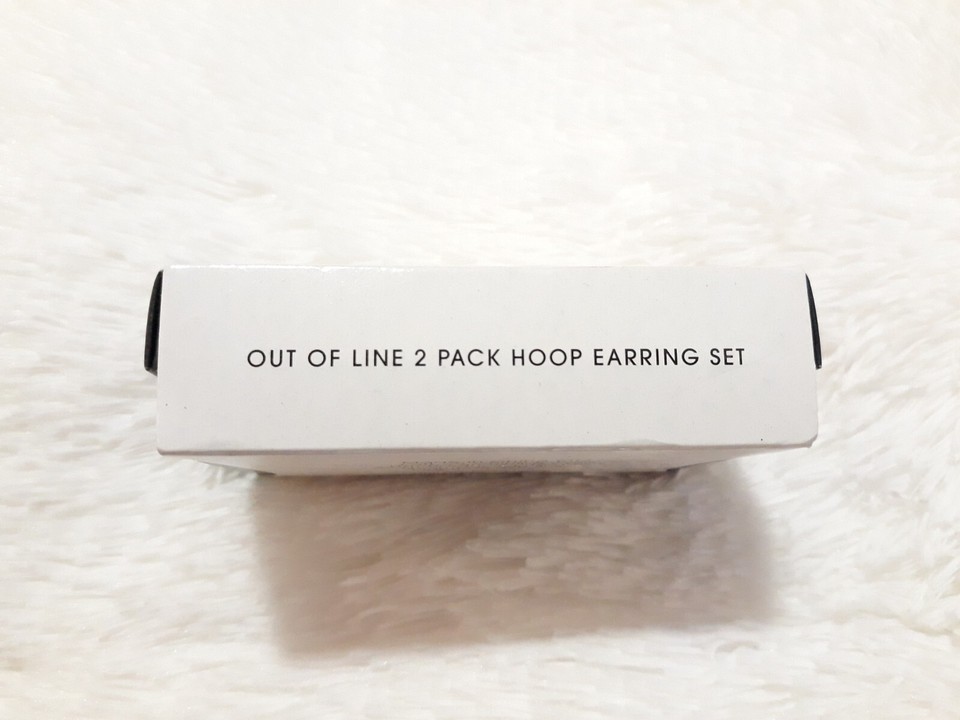 OUT OF LINE 2 PACK HOOP EARRING SET